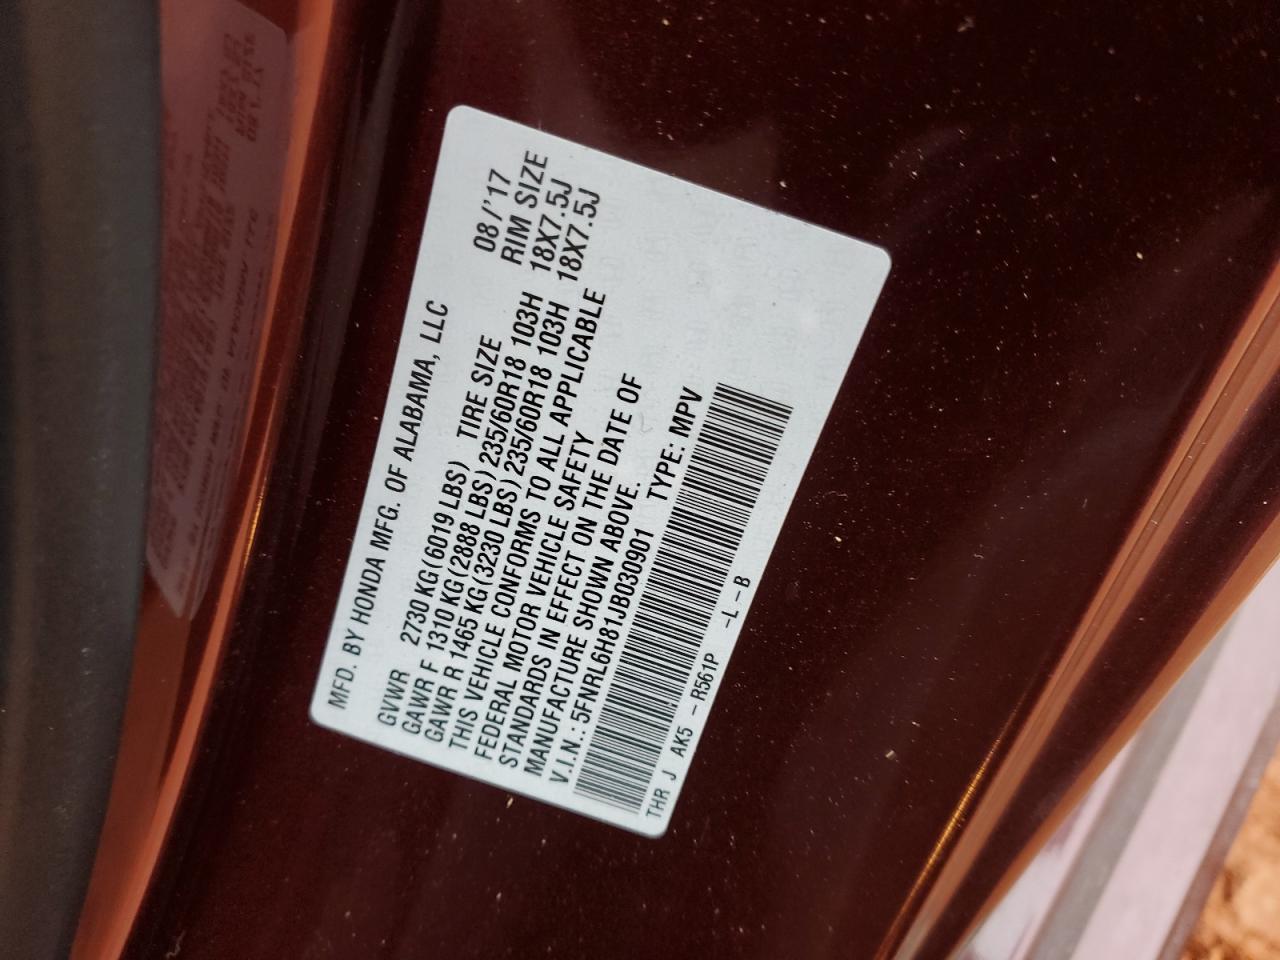 MFD. BY HONDA MFG. OF ALABAMA, LLC 08/'17
GVWR 2730 KG(6019 LBS) TIRE SIZE RIM SIZE
GAWR F 1310 KG(2888 LBS) 235/60R18 103H 18X7.5J
GAWR R 1465 KG(3230 LBS) 235/60R18 103H 18X7.5J
THIS VEHICLE CONFORMS TO ALL APPLICABLE
FEDERAL MOTOR VEHICLE SAFETY
STANDARDS IN EFFECT ON THE DATE OF
MANUFACTURE SHOWN ABOVE.
V.I.N.: 5FNRL6H81JB030901 TYPE: MPV
THR J AK5 -R561P -L-B